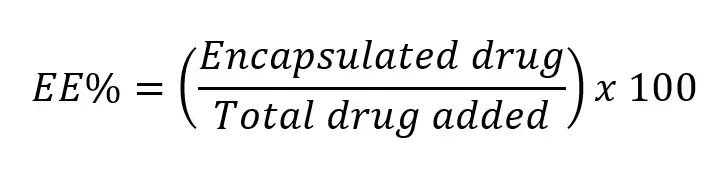 EE% = (Encapsulated drug / Total drug added) x 100